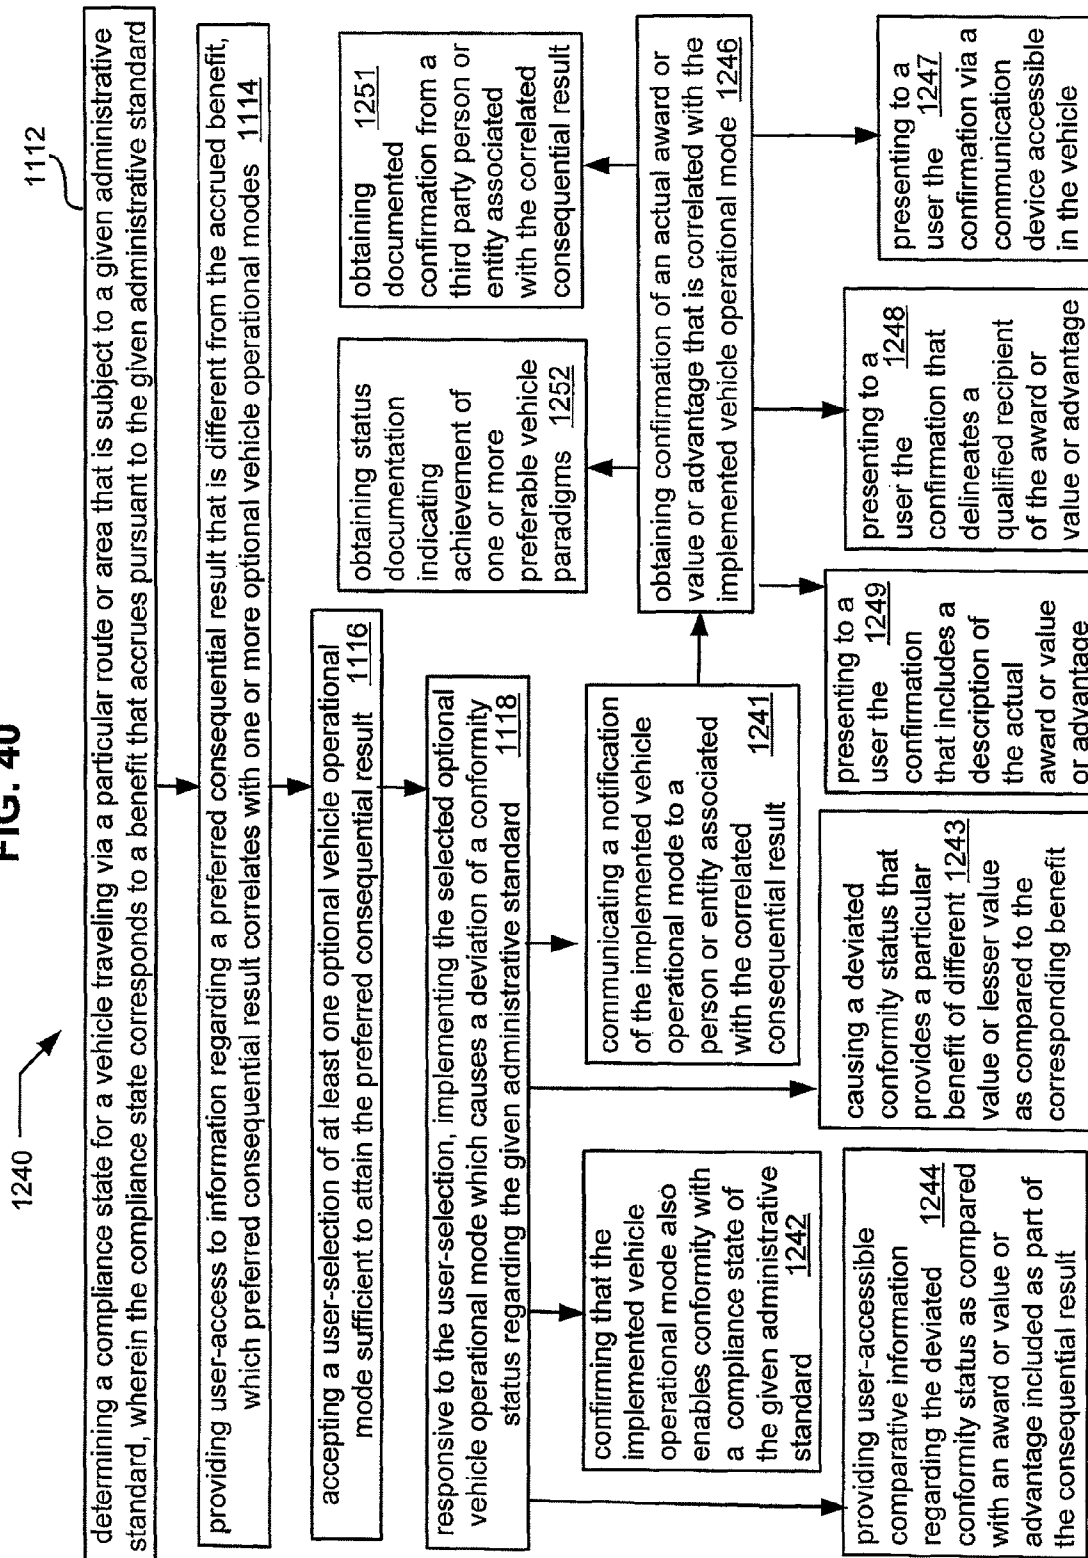 FIG. 40
1240
1112
determining a compliance state for a vehicle traveling via a particular route or area that is subject to a given administrative
standard, wherein the compliance state corresponds to a benefit that accrues pursuant to the given administrative standard
providing user-access to information regarding a preferred consequential result that is different from the accrued benefit,
which preferred consequential result correlates with one or more optional vehicle operational modes 1114
accepting a user-selection of at least one optional vehicle operational
mode sufficient to attain the preferred consequential result 1116
responsive to the user-selection, implementing the selected optional
vehicle operational mode which causes a deviation of a conformity
status regarding the given administrative standard 1118
obtaining status
documentation
indicating
achievement of
one or more
preferable vehicle
paradigms 1252
obtaining 1251
documented
confirmation from a
third party person or
entity associated
with the correlated
consequential result
confirming that the
implemented vehicle
operational mode also
enables conformity with
a compliance state of
the given administrative
standard 1242
communicating a notification
of the implemented vehicle
operational mode to a
person or entity associated
with the correlated
consequential result 1241
obtaining confirmation of an actual award or
value or advantage that is correlated with the
implemented vehicle operational mode 1246
providing user-accessible
comparative information
regarding the deviated 1244
conformity status as compared
with an award or value or
advantage included as part of
the consequential result
causing a deviated
conformity status that
provides a particular
benefit of different 1243
value or lesser value
as compared to the
corresponding benefit
presenting to a
user the 1249
confirmation
that includes a
description of
the actual
award or value
or advantage
presenting to a
user the 1248
confirmation that
delineates a
qualified recipient
of the award or
value or advantage
presenting to a
user the 1247
confirmation via a
communication
device accessible
in the vehicle